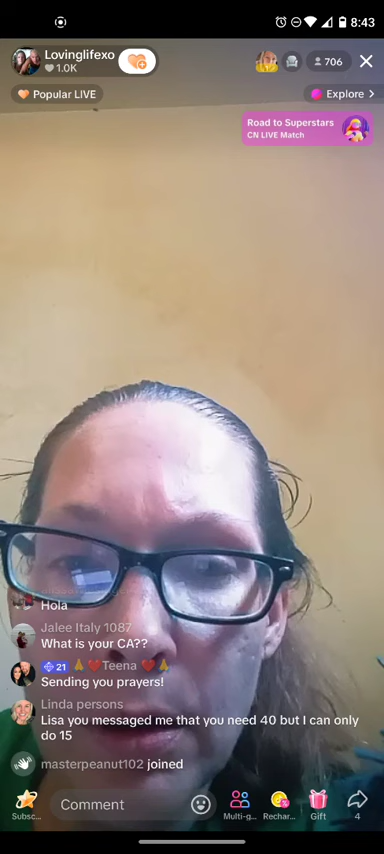 8:43
Lovinglifexo
1.0K
706
Popular LIVE
Explore
Road to Superstars
CN LIVE Match
Hola
Jalee Italy 1087
What is your CA??
21 🙏❤️Teena ❤️🙏
Sending you prayers!
Linda persons
Lisa you messaged me that you need 40 but I can only
do 15
masterpeanut102 joined
Comment
Subsc...
Multi-g...
Rechar...
Gift
4